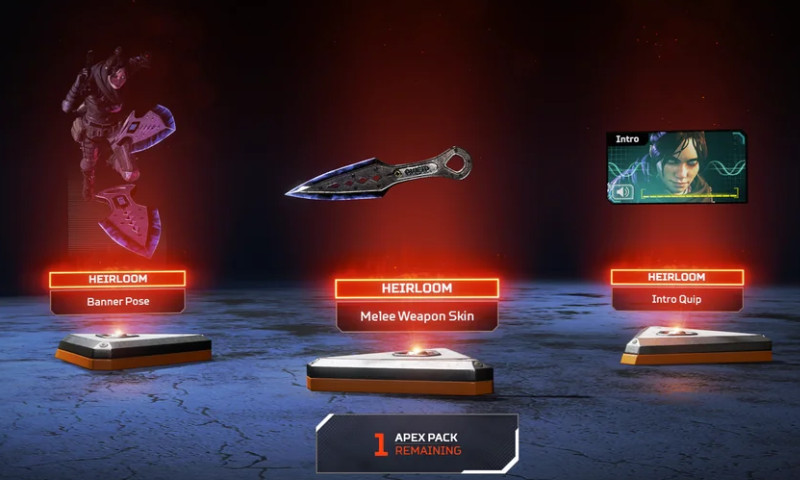 Intro
HEIRLOOM
Banner Pose
HEIRLOOM
Melee Weapon Skin
HEIRLOOM
Intro Quip
1 APEX PACK
REMAINING